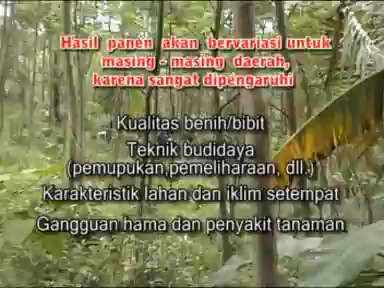 Hasil panen akan bervariasi untuk
masing - masing daerah,
karena sangat dipengaruhi
Kualitas benih/bibit
Teknik budidaya
(pemupukan,pemeliharaan, dll.)
Karakteristik lahan dan iklim setempat
Gangguan hama dan penyakit tanaman